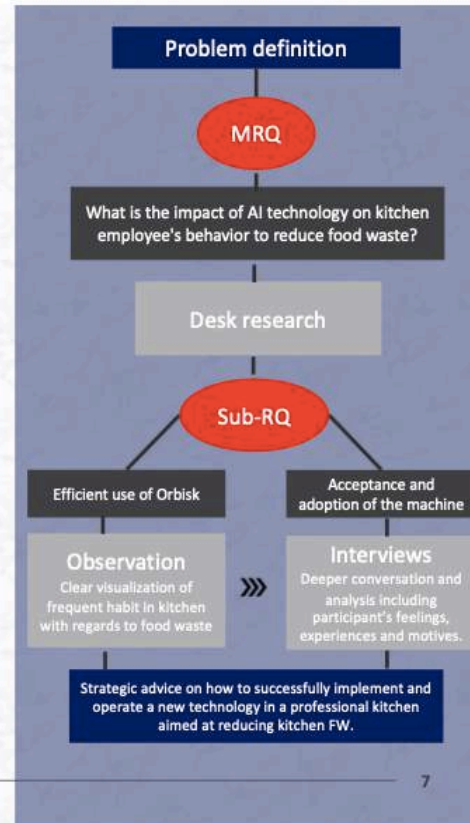 Problem definition
MRQ
What is the impact of AI technology on kitchen
employee's behavior to reduce food waste?
Desk research
Sub-RQ
Efficient use of Orbisk
Acceptance and
adoption of the machine
Observation
Clear visualization of
frequent habit in kitchen
with regards to food waste
Interviews
Deeper conversation and
analysis including
participant's feelings,
experiences and motives.
Strategic advice on how to successfully implement and
operate a new technology in a professional kitchen
aimed at reducing kitchen FW.
7